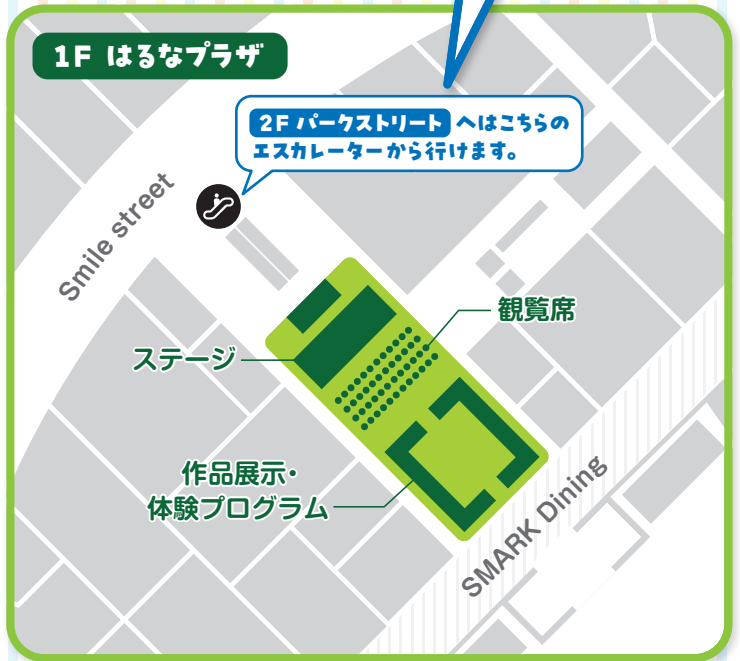 1F はるなプラザ
2F パークストリート へはこちらの
エスカレーターから行けます。
Smile street
観覧席
ステージ
作品展示・
体験プログラム
SMARK Dining